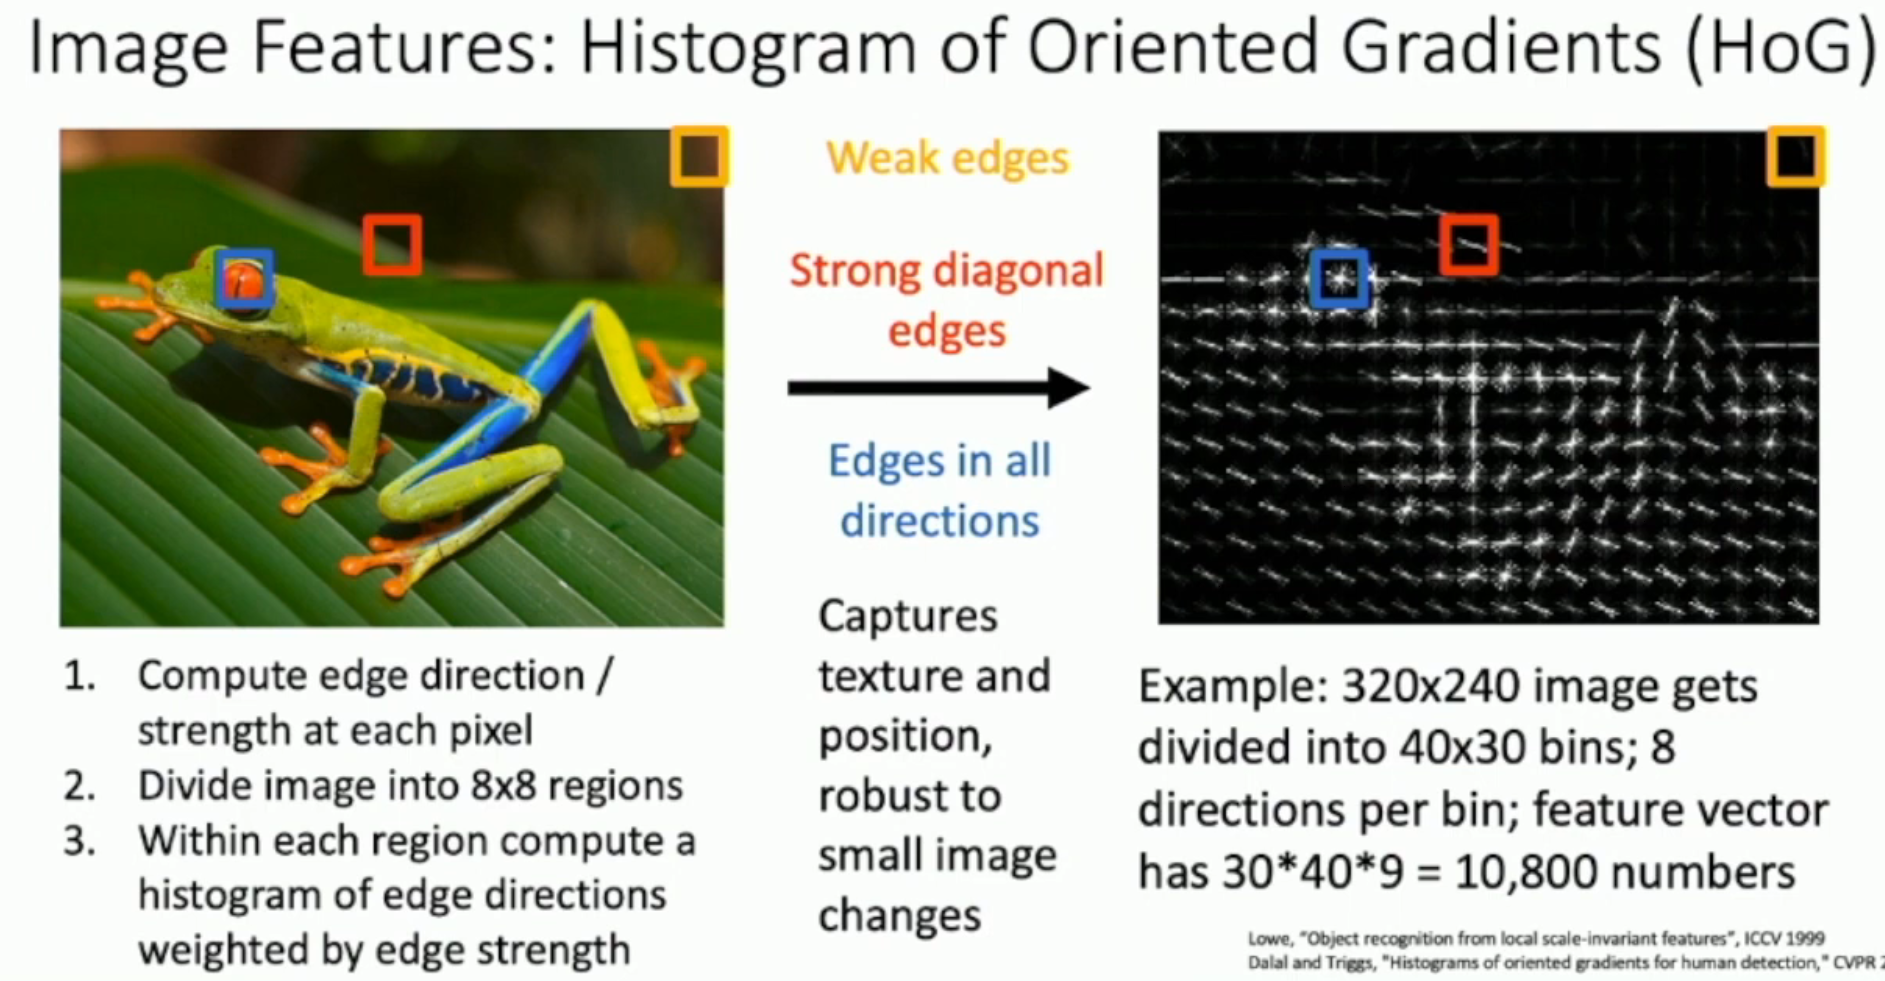 Image Features: Histogram of Oriented Gradients (HoG)
Weak edges
Strong diagonal
edges
Edges in all
directions
1. Compute edge direction /
strength at each pixel
2. Divide image into 8x8 regions
3. Within each region compute a
histogram of edge directions
weighted by edge strength
Captures
texture and
position,
robust to
small image
changes
Example: 320x240 image gets
divided into 40x30 bins; 8
directions per bin; feature vector
has 30*40*9 = 10,800 numbers
Lowe, "Object recognition from local scale-invariant features", ICCV 1999
Dalal and Triggs, "Histograms of oriented gradients for human detection," CVPR 2